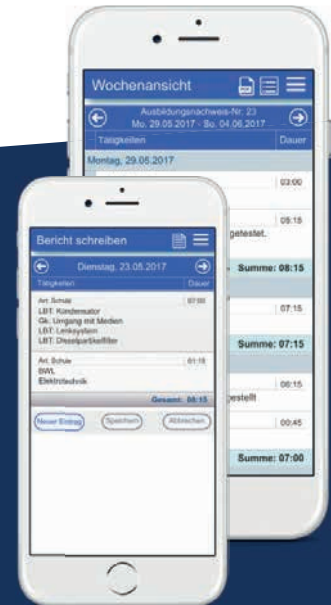 Wochenansicht
PDF
Ausbildungsnachweis-Nr. 23
Mo. 29.05.2017 - So. 04.06.2017
Tätigkeiten Dauer
Montag, 29.05.2017
03:00
05:15
getestet.
Summe: 08:15
07:15
Summe: 07:15
06:15
gestellt
00:45
Summe: 07:00
Bericht schreiben
Dienstag, 23.05.2017
Tätigkeiten Dauer
Art: Schule 07:00
LBT: Kondensator
Gk: Umgang mit Medien
LBT: Lenksystem
LBT: Dieselpartikelfilter
Art: Schule 01:15
BWL
Elektrotechnik
Gesamt: 08:15
Neuer Eintrag Speichern Abbrechen